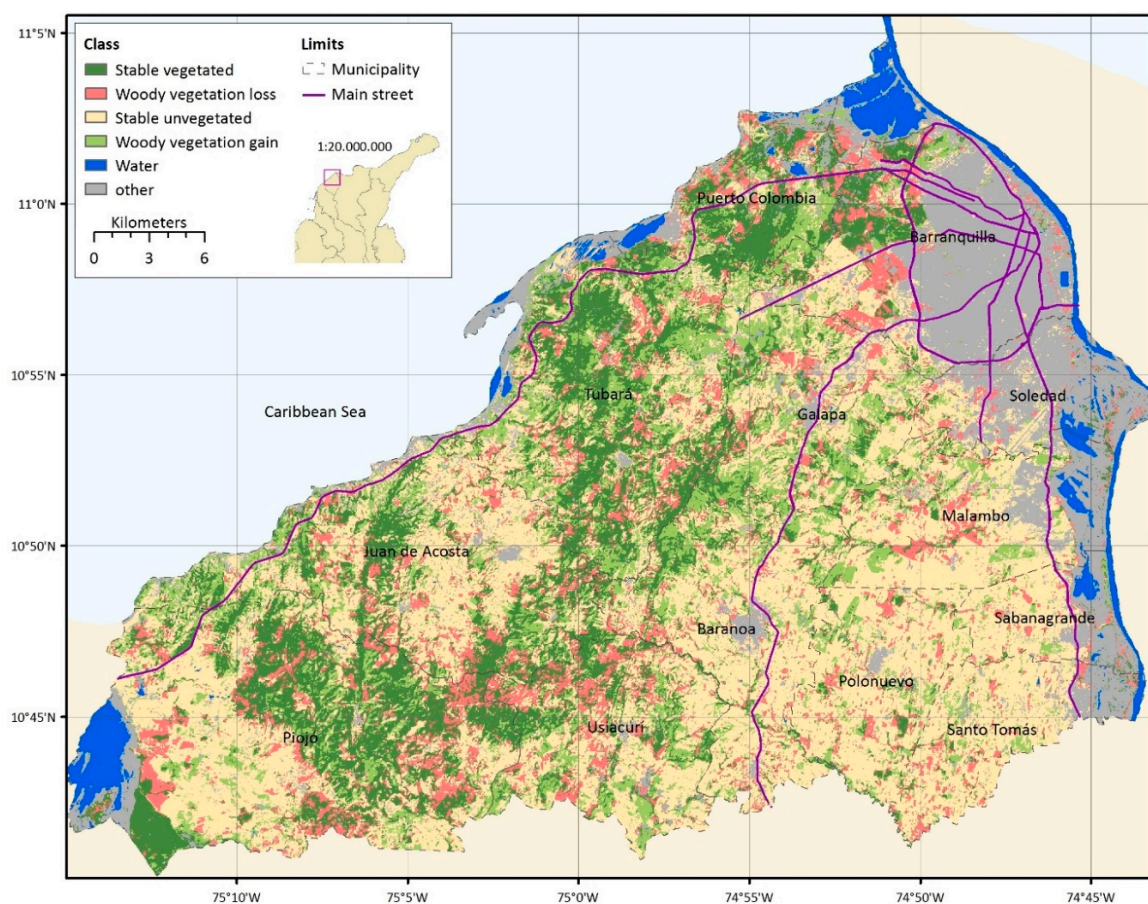 11°5'N
Class
Limits
Stable vegetated
Municipality
Woody vegetation loss
Main street
Stable unvegetated
Woody vegetation gain
1:20.000.000
Water
other
Kilometers
0 3 6
11°0'N
Puerto Colombia
Barranquilla
10°55'N
Caribbean Sea
Tubará
Galapa
Soledad
10°50'N
Juan de Acosta
Malambo
Baranoa
Sabanagrande
Polonuevo
10°45'N
Piojó
Usiacurí
Santo Tomás
75°10'W 75°5'W 75°0'W 74°55'W 74°50'W 74°45'W